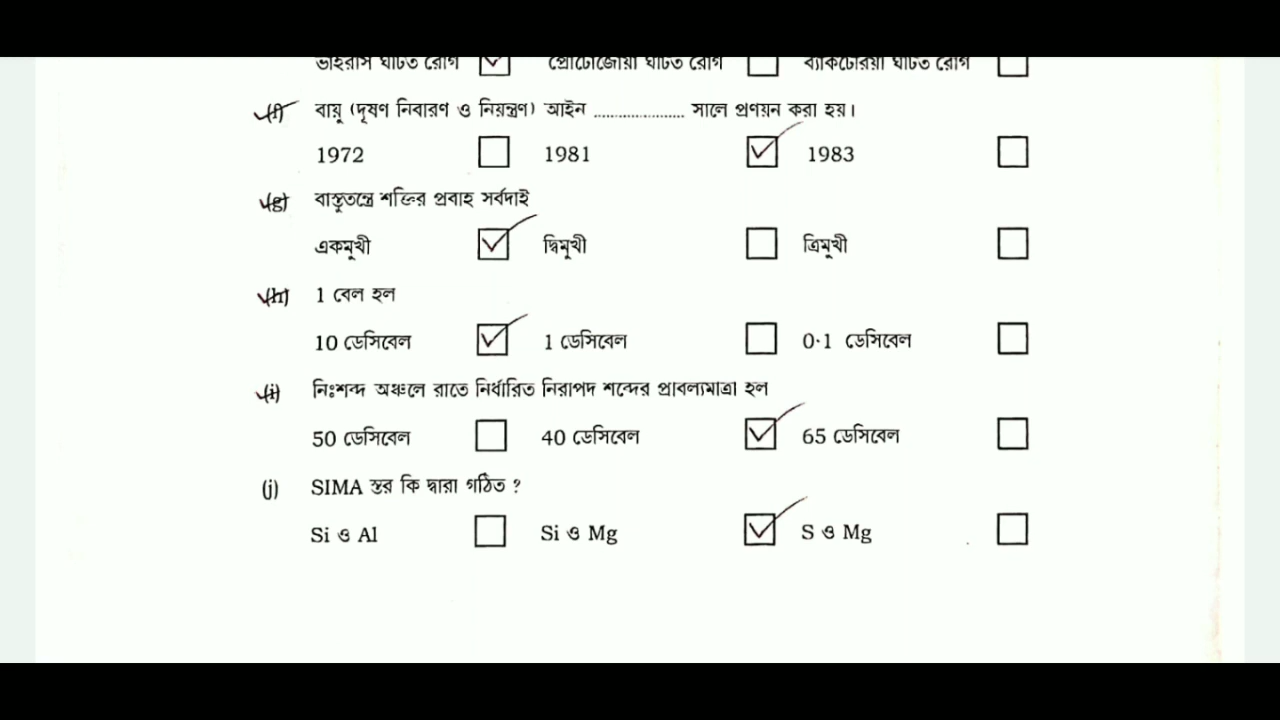 ভাইরাস ঘটিত রোগ প্রোটোজোয়া ঘটিত রোগ ব্যাকটেরিয়া ঘটিত রোগ
(f) বায়ু (দূষণ নিবারণ ও নিয়ন্ত্রণ) আইন ..................... সালে প্রণয়ন করা হয়।
1972 1981 1983
(g) বাস্তুতন্ত্রে শক্তির প্রবাহ সর্বদাই
একমুখী দ্বিমুখী ত্রিমুখী
(h) 1 বেল হল
10 ডেসিবেল 1 ডেসিবেল 0·1 ডেসিবেল
(i) নিঃশব্দ অঞ্চলে রাতে নির্ধারিত নিরাপদ শব্দের প্রাবল্যমাত্রা হল
50 ডেসিবেল 40 ডেসিবেল 65 ডেসিবেল
(j) SIMA স্তর কি দ্বারা গঠিত ?
Si ও Al Si ও Mg S ও Mg